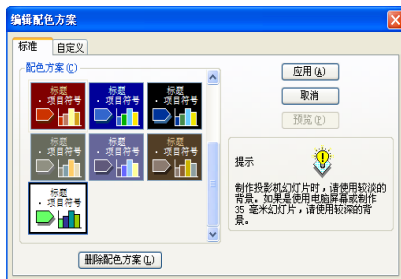 编辑配色方案
标准 自定义
配色方案(C)
标题 标题 标题
· 项目符号 · 项目符号 · 项目符号
标题 标题 标题
· 项目符号 · 项目符号 · 项目符号
标题
· 项目符号
删除配色方案(L)
应用(A)
取消
预览(P)
提示
制作投影机幻灯片时，请使用较淡的
背景。如果是使用电脑屏幕或制作
35 毫米幻灯片，请使用较深的背
景。